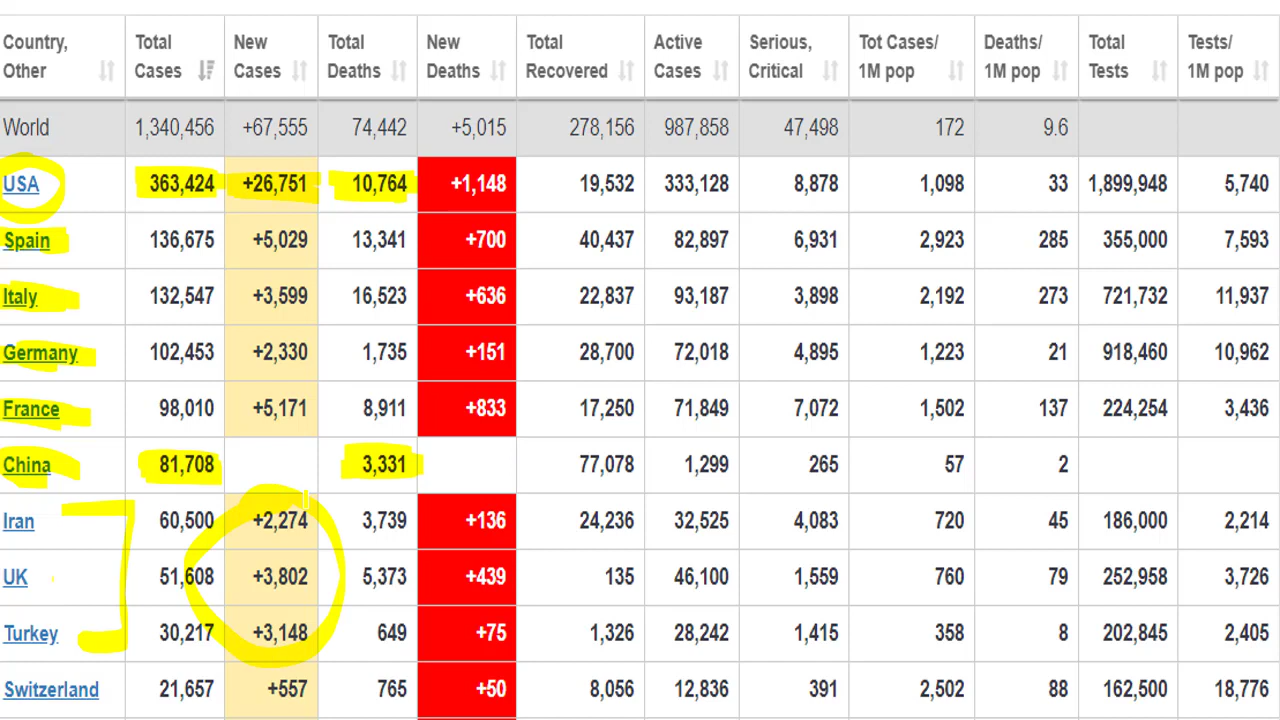 Country, Other Total Cases New Cases Total Deaths New Deaths Total Recovered Active Cases Serious, Critical Tot Cases/ 1M pop Deaths/ 1M pop Total Tests Tests/ 1M pop
World 1,340,456 +67,555 74,442 +5,015 278,156 987,858 47,498 172 9.6
USA 363,424 +26,751 10,764 +1,148 19,532 333,128 8,878 1,098 33 1,899,948 5,740
Spain 136,675 +5,029 13,341 +700 40,437 82,897 6,931 2,923 285 355,000 7,593
Italy 132,547 +3,599 16,523 +636 22,837 93,187 3,898 2,192 273 721,732 11,937
Germany 102,453 +2,330 1,735 +151 28,700 72,018 4,895 1,223 21 918,460 10,962
France 98,010 +5,171 8,911 +833 17,250 71,849 7,072 1,502 137 224,254 3,436
China 81,708 3,331 77,078 1,299 265 57 2
Iran 60,500 +2,274 3,739 +136 24,236 32,525 4,083 720 45 186,000 2,214
UK 51,608 +3,802 5,373 +439 135 46,100 1,559 760 79 252,958 3,726
Turkey 30,217 +3,148 649 +75 1,326 28,242 1,415 358 8 202,845 2,405
Switzerland 21,657 +557 765 +50 8,056 12,836 391 2,502 88 162,500 18,776